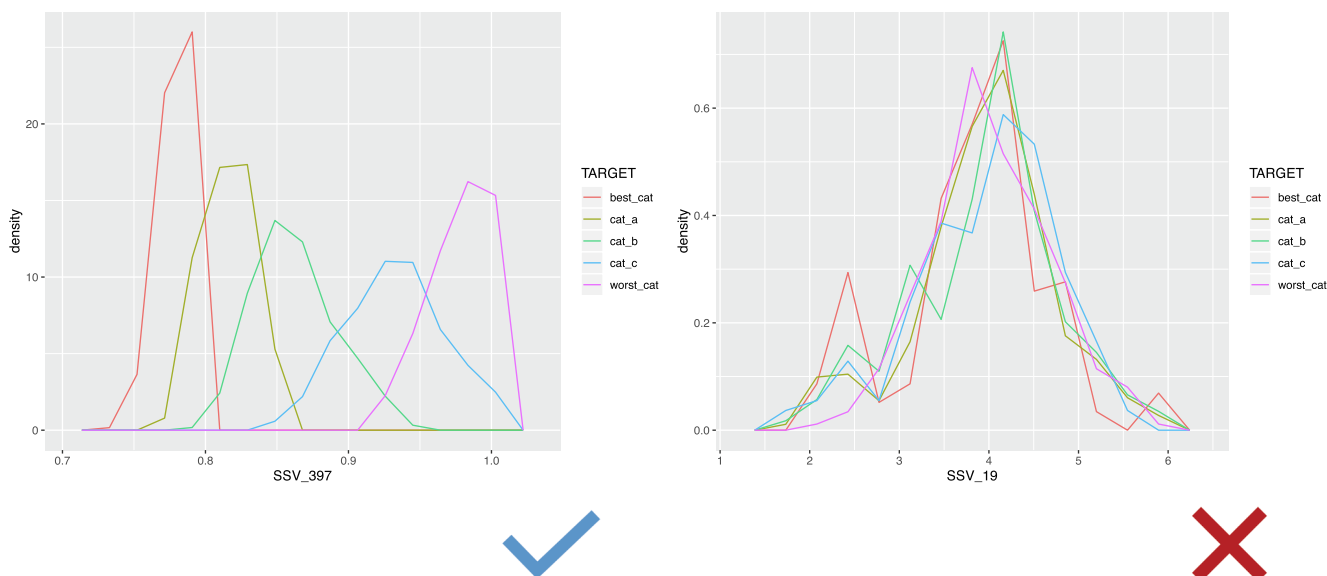 density
20
10
0
0.7 0.8 0.9 1.0
SSV_397
TARGET
best_cat
cat_a
cat_b
cat_c
worst_cat
density
0.6
0.4
0.2
0.0
1 2 3 4 5 6
SSV_19
TARGET
best_cat
cat_a
cat_b
cat_c
worst_cat